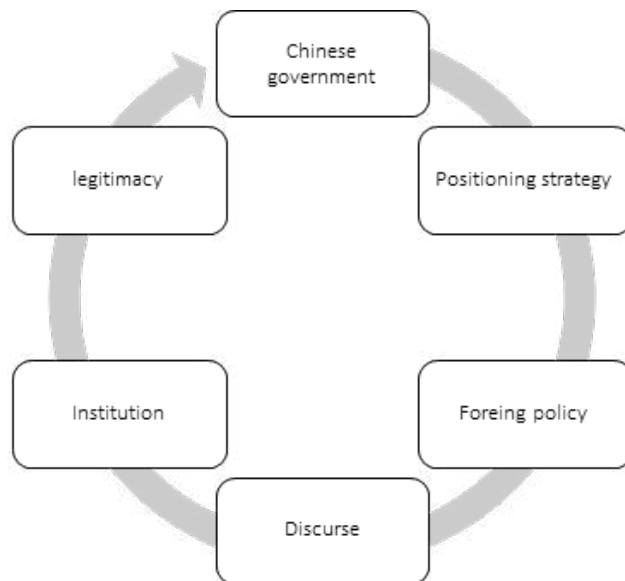 Chinese
government
Positioning strategy
Foreing policy
Discurse
Institution
legitimacy